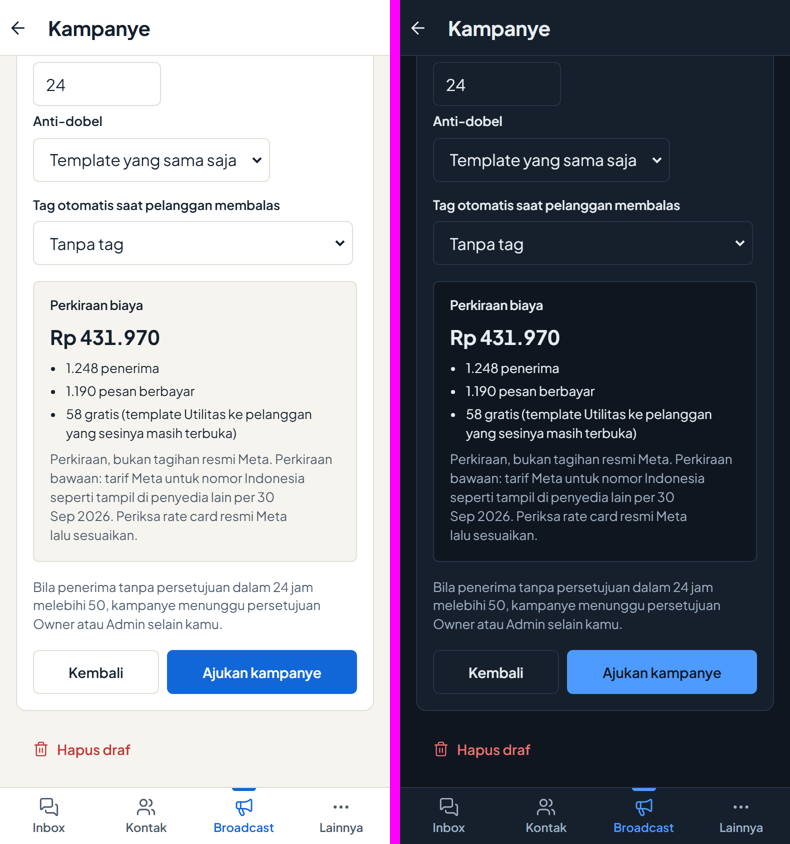 Kampanye
24
Anti-dobel
Template yang sama saja
Tag otomatis saat pelanggan membalas
Tanpa tag
Perkiraan biaya
Rp 431.970
• 1.248 penerima
• 1.190 pesan berbayar
• 58 gratis (template Utilitas ke pelanggan
yang sesinya masih terbuka)
Perkiraan, bukan tagihan resmi Meta. Perkiraan
bawaan: tarif Meta untuk nomor Indonesia
seperti tampil di penyedia lain per 30
Sep 2026. Periksa rate card resmi Meta
lalu sesuaikan.
Bila penerima tanpa persetujuan dalam 24 jam
melebihi 50, kampanye menunggu persetujuan
Owner atau Admin selain kamu.
Kembali
Ajukan kampanye
Hapus draf
Inbox
Kontak
Broadcast
Lainnya
Kampanye
24
Anti-dobel
Template yang sama saja
Tag otomatis saat pelanggan membalas
Tanpa tag
Perkiraan biaya
Rp 431.970
• 1.248 penerima
• 1.190 pesan berbayar
• 58 gratis (template Utilitas ke pelanggan
yang sesinya masih terbuka)
Perkiraan, bukan tagihan resmi Meta. Perkiraan
bawaan: tarif Meta untuk nomor Indonesia
seperti tampil di penyedia lain per 30
Sep 2026. Periksa rate card resmi Meta
lalu sesuaikan.
Bila penerima tanpa persetujuan dalam 24 jam
melebihi 50, kampanye menunggu persetujuan
Owner atau Admin selain kamu.
Kembali
Ajukan kampanye
Hapus draf
Inbox
Kontak
Broadcast
Lainnya